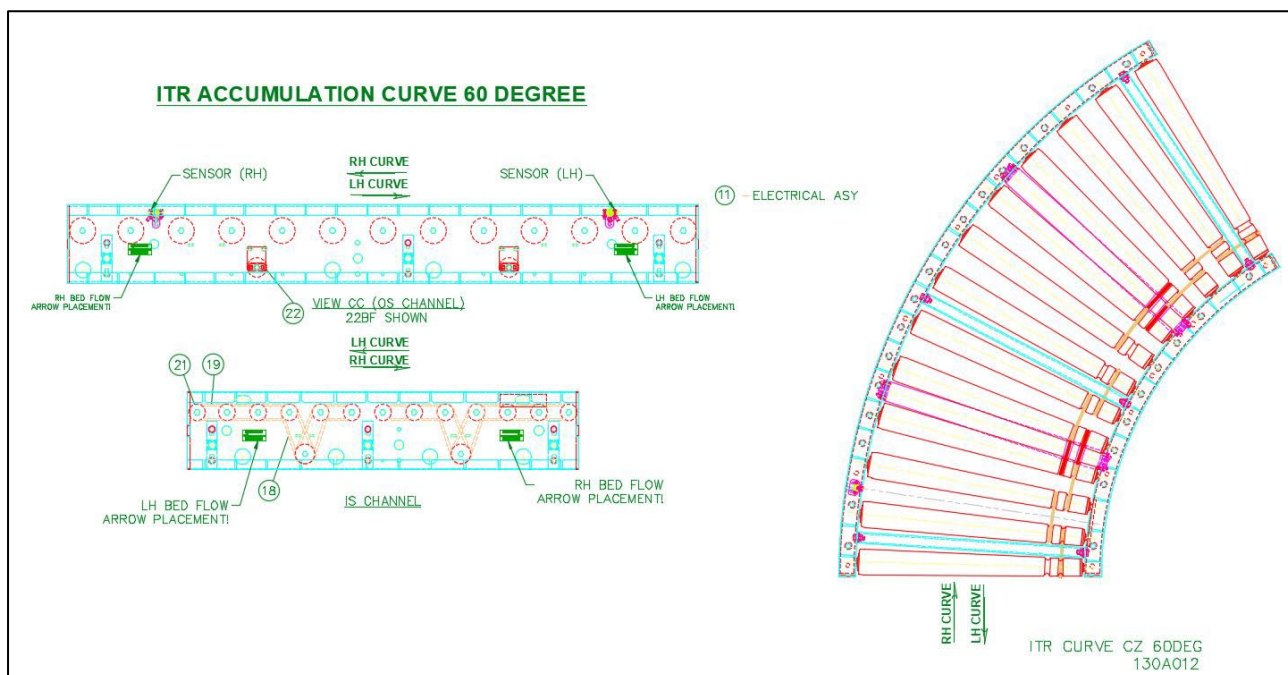 ITR ACCUMULATION CURVE 60 DEGREE
RH CURVE
LH CURVE
SENSOR (RH)
SENSOR (LH)
11 - ELECTRICAL ASY
RH BED FLOW
ARROW PLACEMENT!
LH BED FLOW
ARROW PLACEMENT!
22
VIEW CC (OS CHANNEL)
22BF SHOWN
LH CURVE
RH CURVE
21
19
18
LH BED FLOW
ARROW PLACEMENT!
RH BED FLOW
ARROW PLACEMENT!
IS CHANNEL
RH CURVE
LH CURVE
ITR CURVE CZ 60DEG
130A012